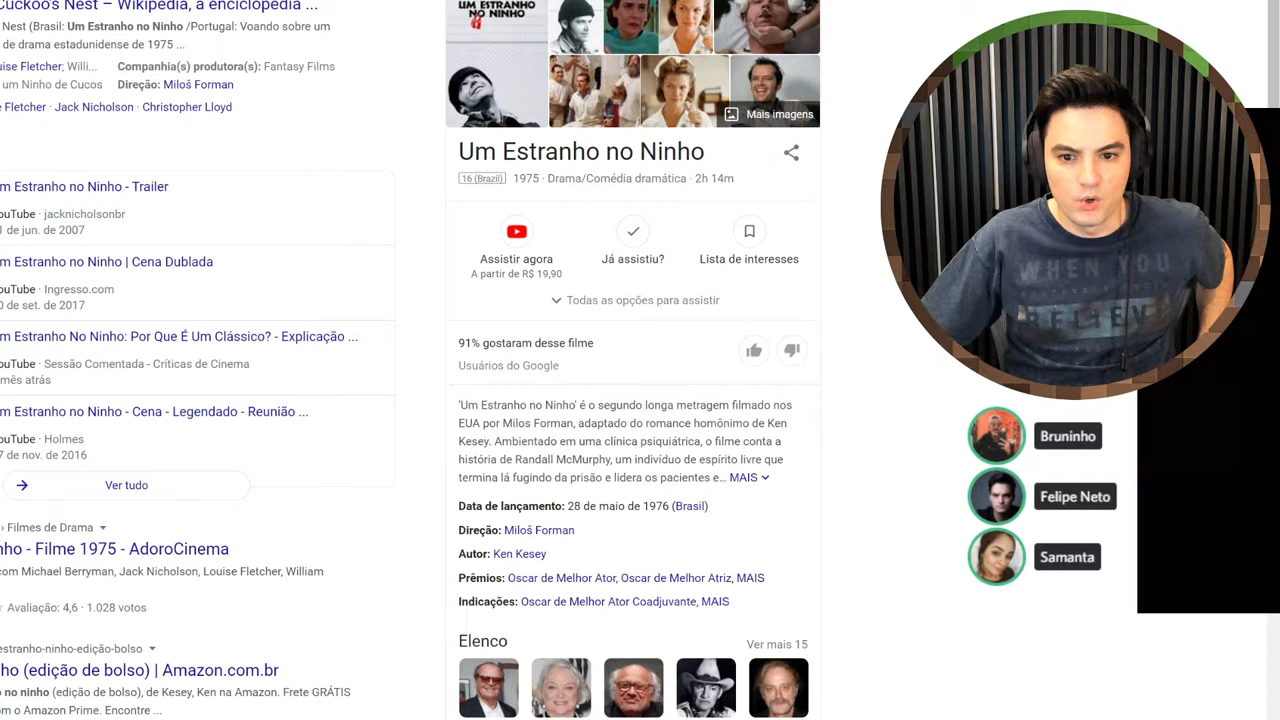 Cuckoo's Nest – Wikipédia, a enciclopédia ...
Nest (Brasil: Um Estranho no Ninho /Portugal: Voando sobre um
de drama estadunidense de 1975 ...
uise Fletcher; Willi... Companhia(s) produtora(s): Fantasy Films
um Ninho de Cucos Direção: Miloš Forman
e Fletcher · Jack Nicholson · Christopher Lloyd
m Estranho no Ninho - Trailer
ouTube · jacknicholsonbr
1 de jun. de 2007
m Estranho no Ninho | Cena Dublada
ouTube · Ingresso.com
0 de set. de 2017
m Estranho No Ninho: Por Que É Um Clássico? - Explicação ...
ouTube · Sessão Comentada - Críticas de Cinema
mês atrás
m Estranho no Ninho - Cena - Legendado - Reunião ...
ouTube · Holmes
7 de nov. de 2016
Ver tudo
› Filmes de Drama
nho - Filme 1975 - AdoroCinema
com Michael Berryman, Jack Nicholson, Louise Fletcher, William
Avaliação: 4,6 · 1.028 votos
estranho-ninho-edição-bolso
ho (edição de bolso) | Amazon.com.br
o no ninho (edição de bolso), de Kesey, Ken na Amazon. Frete GRÁTIS
om o Amazon Prime. Encontre ...
UM ESTRANHO
NO NINHO
Mais imagens
Um Estranho no Ninho
16 (Brazil) 1975 · Drama/Comédia dramática · 2h 14m
Assistir agora
A partir de R$ 19,90
Já assistiu?
Lista de interesses
Todas as opções para assistir
91% gostaram desse filme
Usuários do Google
'Um Estranho no Ninho' é o segundo longa metragem filmado nos
EUA por Milos Forman, adaptado do romance homônimo de Ken
Kesey. Ambientado em uma clínica psiquiátrica, o filme conta a
história de Randall McMurphy, um indivíduo de espírito livre que
termina lá fugindo da prisão e lidera os pacientes e... MAIS
Data de lançamento: 28 de maio de 1976 (Brasil)
Direção: Miloš Forman
Autor: Ken Kesey
Prêmios: Oscar de Melhor Ator, Oscar de Melhor Atriz, MAIS
Indicações: Oscar de Melhor Ator Coadjuvante, MAIS
Elenco
Ver mais 15
WHEN YOU
BELIEVE
Bruninho
Felipe Neto
Samanta